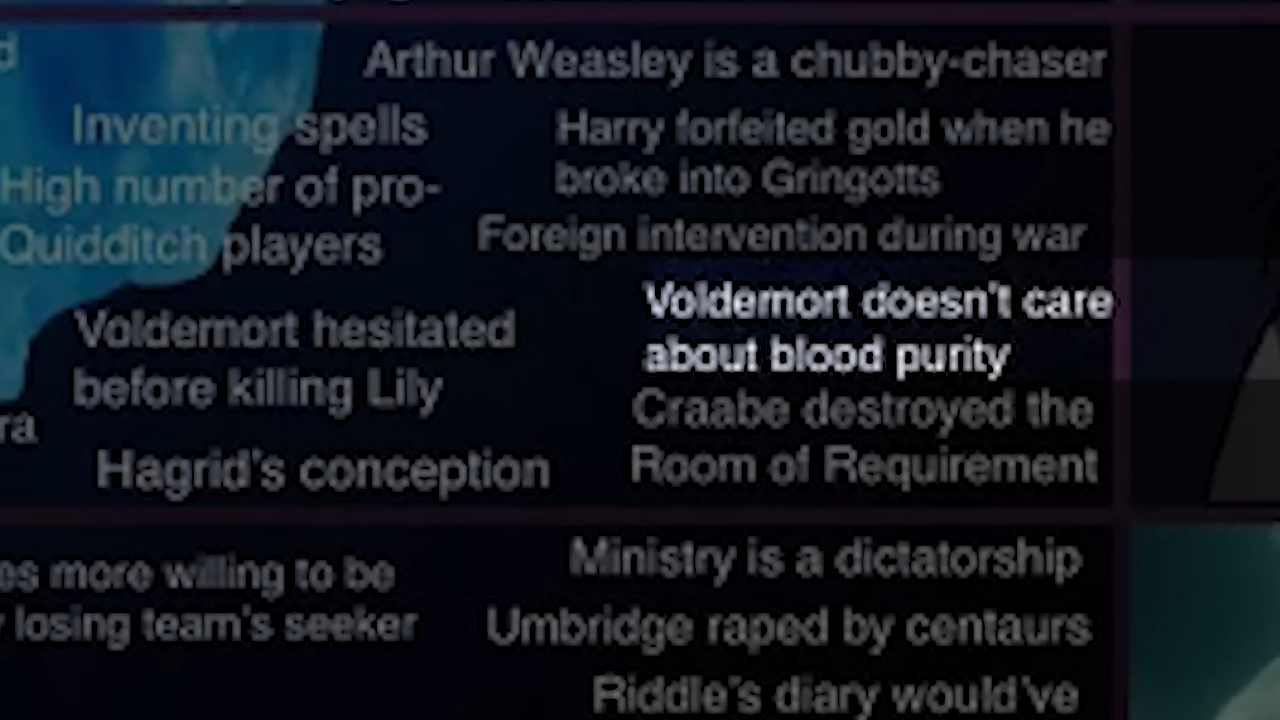 d
Arthur Weasley is a chubby-chaser
Inventing spells
Harry forfeited gold when he
broke into Gringotts
High number of pro-
Quidditch players
Foreign intervention during war
Voldemort doesn't care
about blood purity
Voldemort hesitated
before killing Lily
Craabe destroyed the
Room of Requirement
ra
Hagrid's conception
es more willing to be
losing team's seeker
Ministry is a dictatorship
Umbridge raped by centaurs
Riddle's diary would've